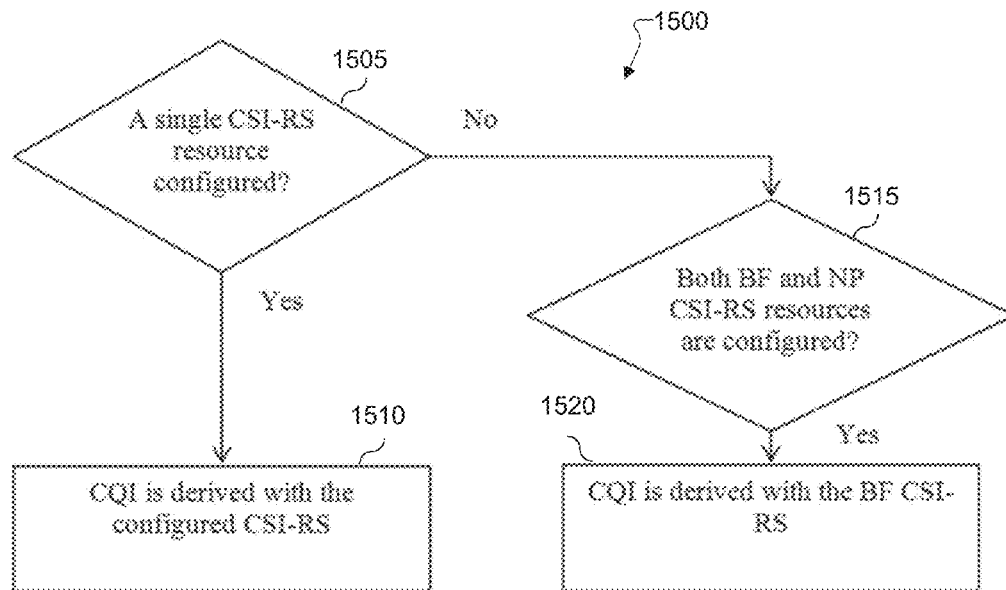 1500
1505
A single CSI-RS
resource
configured?
No
1515
Both BF and NP
CSI-RS resources
are configured?
Yes
1510
CQI is derived with the
configured CSI-RS
1520
Yes
CQI is derived with the BF CSI-
RS